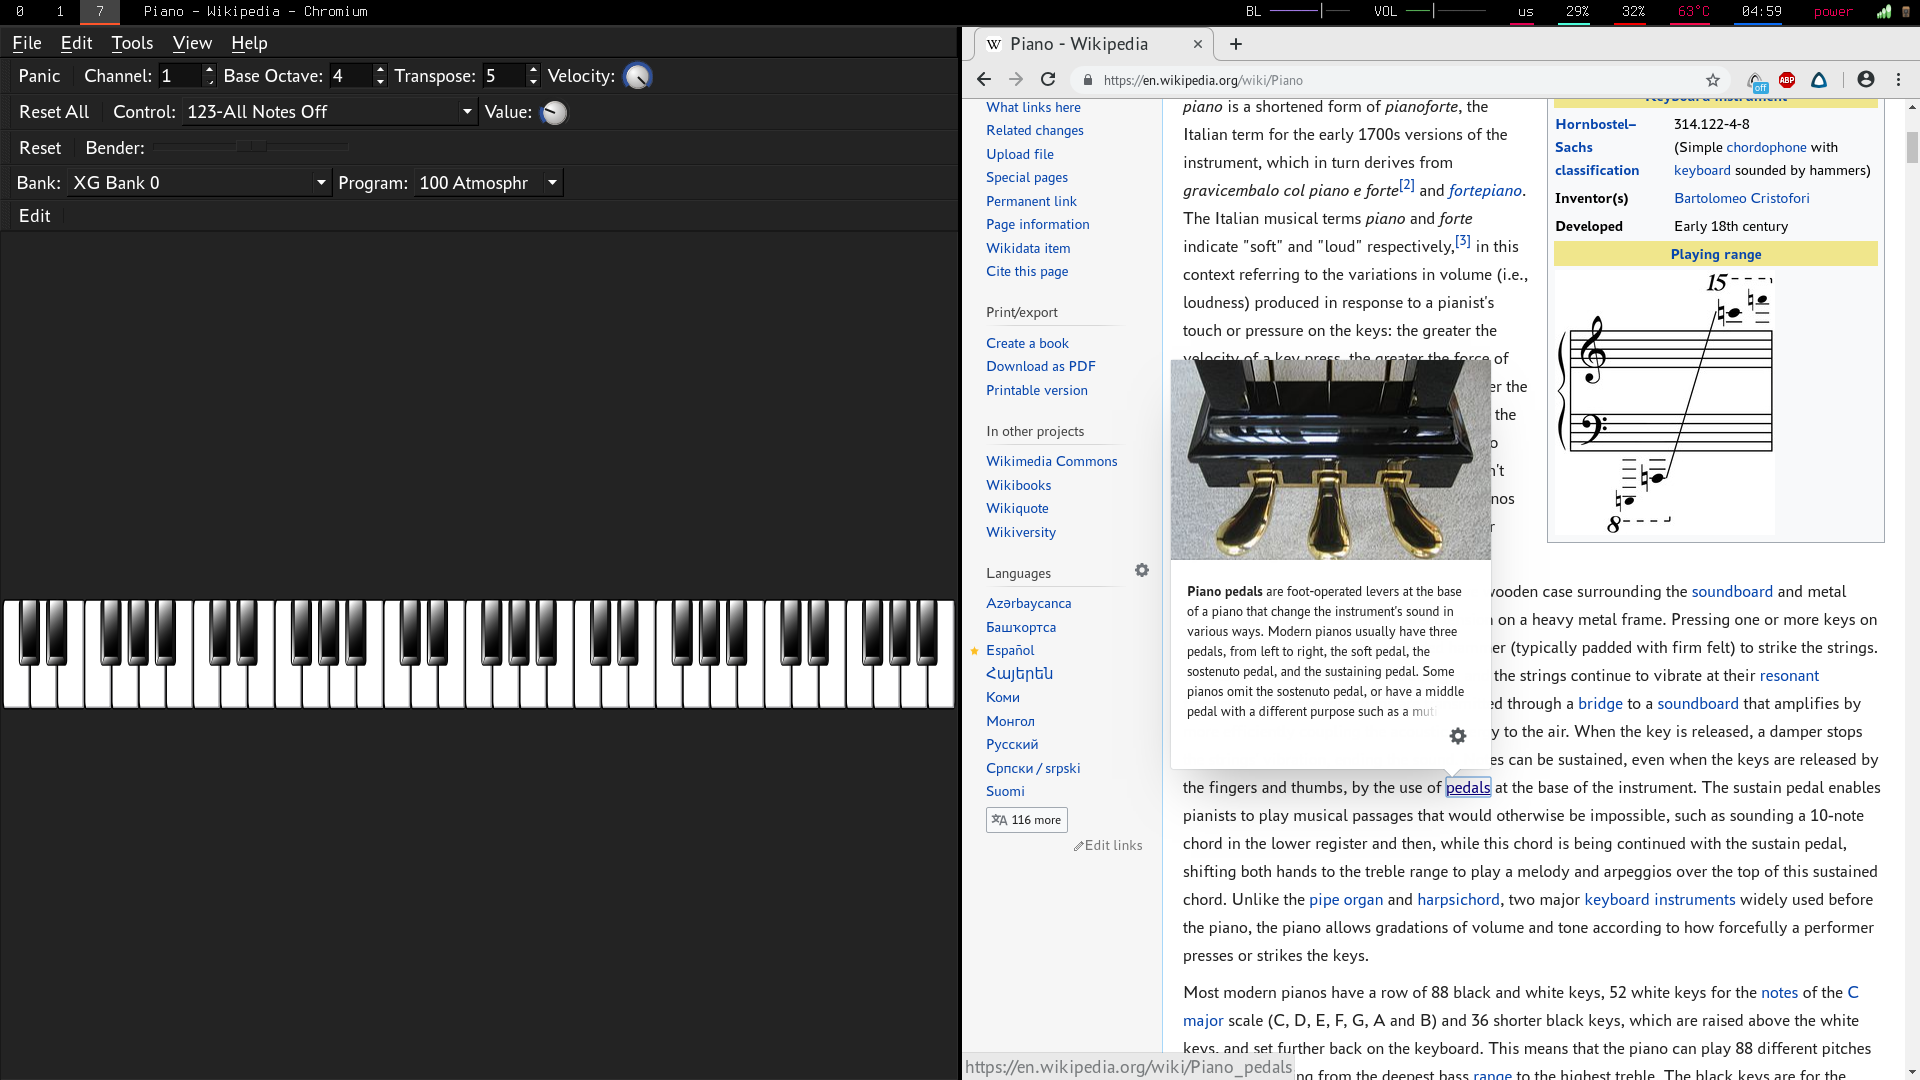 0 1 7 Piano - Wikipedia - Chromium BL VOL us 29% 32% 63°C 04:59 power
File Edit Tools View Help
Panic Channel: 1 Base Octave: 4 Transpose: 5 Velocity:
Reset All Control: 123-All Notes Off Value:
Reset Bender:
Bank: XG Bank 0 Program: 100 Atmosphr
Edit
W Piano - Wikipedia
https://en.wikipedia.org/wiki/Piano
off ABP
What links here
Related changes
Upload file
Special pages
Permanent link
Page information
Wikidata item
Cite this page
Print/export
Create a book
Download as PDF
Printable version
In other projects
Wikimedia Commons
Wikibooks
Wikiquote
Wikiversity
Languages
Azərbaycanca
Башҡортса
Español
Հայերեն
Коми
Монгол
Русский
Српски / srpski
Suomi
116 more
Edit links
piano is a shortened form of pianoforte, the
Italian term for the early 1700s versions of the
instrument, which in turn derives from
gravicembalo col piano e forte[2] and fortepiano.
The Italian musical terms piano and forte
indicate "soft" and "loud" respectively,[3] in this
context referring to the variations in volume (i.e.,
loudness) produced in response to a pianist's
touch or pressure on the keys: the greater the
velocity of a key press, the greater the force of
er the
the
o
n't
nos
r
Piano pedals are foot-operated levers at the base
of a piano that change the instrument's sound in
various ways. Modern pianos usually have three
pedals, from left to right, the soft pedal, the
sostenuto pedal, and the sustaining pedal. Some
pianos omit the sostenuto pedal, or have a middle
pedal with a different purpose such as a mut
Keyboard instrument
Hornbostel–Sachs classification 314.122-4-8
(Simple chordophone with
keyboard sounded by hammers)
Inventor(s) Bartolomeo Cristofori
Developed Early 18th century
Playing range
15
8
wooden case surrounding the soundboard and metal
on a heavy metal frame. Pressing one or more keys on
er (typically padded with firm felt) to strike the strings.
the strings continue to vibrate at their resonant
ed through a bridge to a soundboard that amplifies by
y to the air. When the key is released, a damper stops
es can be sustained, even when the keys are released by
the fingers and thumbs, by the use of pedals at the base of the instrument. The sustain pedal enables
pianists to play musical passages that would otherwise be impossible, such as sounding a 10-note
chord in the lower register and then, while this chord is being continued with the sustain pedal,
shifting both hands to the treble range to play a melody and arpeggios over the top of this sustained
chord. Unlike the pipe organ and harpsichord, two major keyboard instruments widely used before
the piano, the piano allows gradations of volume and tone according to how forcefully a performer
presses or strikes the keys.
Most modern pianos have a row of 88 black and white keys, 52 white keys for the notes of the C
major scale (C, D, E, F, G, A and B) and 36 shorter black keys, which are raised above the white
keys, and set further back on the keyboard. This means that the piano can play 88 different pitches
ng from the deepest bass range to the highest treble. The black keys are for the
https://en.wikipedia.org/wiki/Piano_pedals